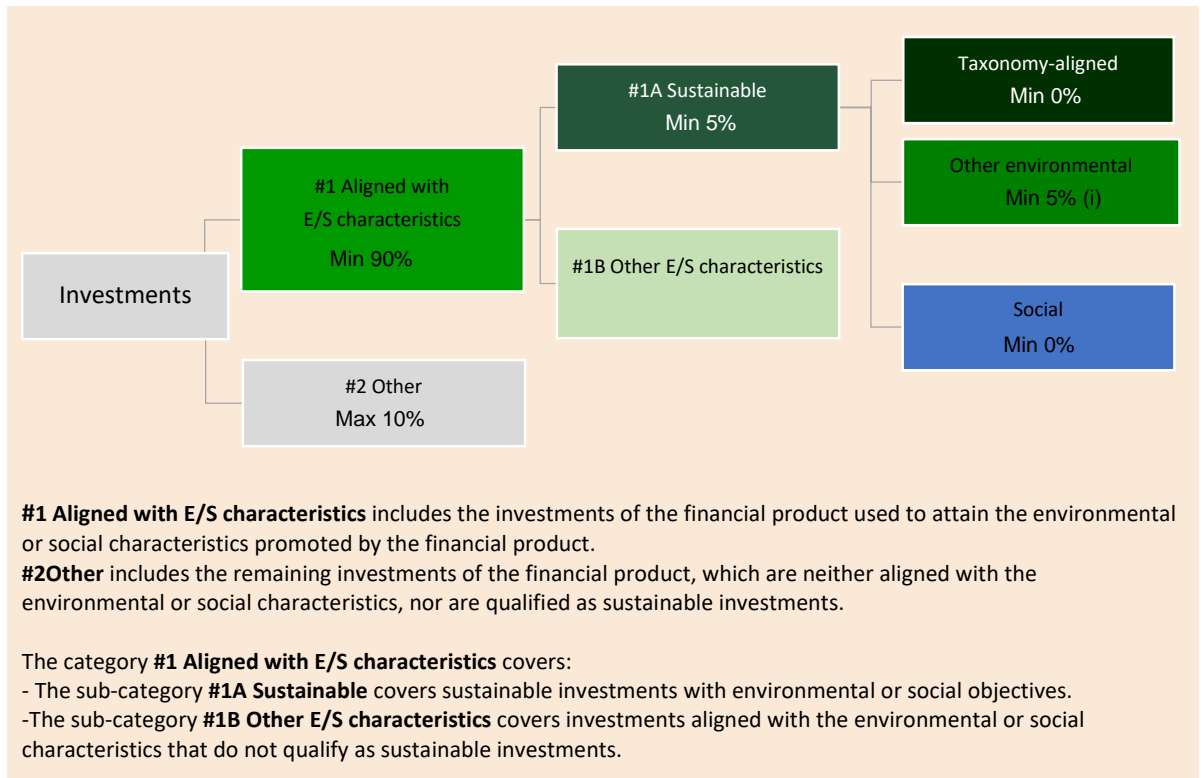 Investments
#1 Aligned with
E/S characteristics
Min 90%
#2 Other
Max 10%
#1A Sustainable
Min 5%
#1B Other E/S characteristics
Taxonomy-aligned
Min 0%
Other environmental
Min 5% (i)
Social
Min 0%
#1 Aligned with E/S characteristics includes the investments of the financial product used to attain the environmental
or social characteristics promoted by the financial product.
#2Other includes the remaining investments of the financial product, which are neither aligned with the
environmental or social characteristics, nor are qualified as sustainable investments.
The category #1 Aligned with E/S characteristics covers:
- The sub-category #1A Sustainable covers sustainable investments with environmental or social objectives.
-The sub-category #1B Other E/S characteristics covers investments aligned with the environmental or social
characteristics that do not qualify as sustainable investments.